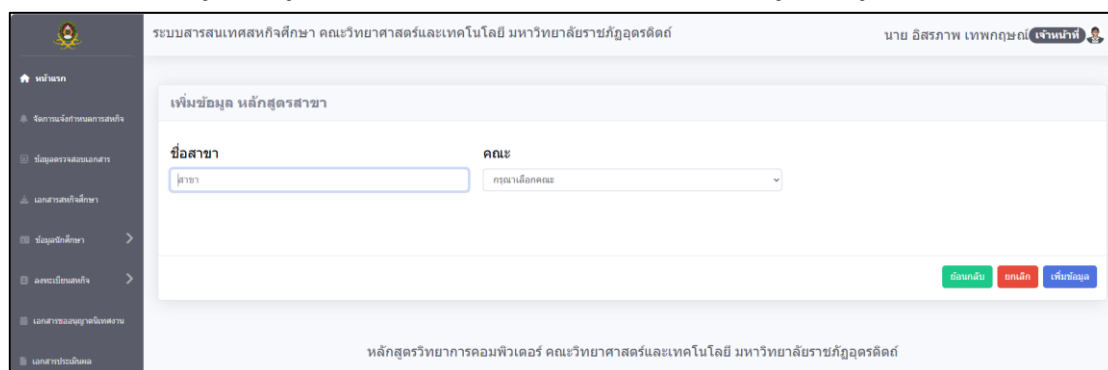 ระบบสารสนเทศสหกิจศึกษา คณะวิทยาศาสตร์และเทคโนโลยี มหาวิทยาลัยราชภัฏอุตรดิตถ์
นาย อิสรภาพ เทพกฤษณ์ เจ้าหน้าที่
หน้าแรก
จัดการแจ้งกำหนดการสหกิจ
ข้อมูลตรวจสอบเอกสาร
เอกสารสหกิจศึกษา
ข้อมูลนักศึกษา
ลงทะเบียนสหกิจ
เอกสารขออนุญาตนิเทศงาน
เอกสารประเมินผล
เพิ่มข้อมูล หลักสูตรสาขา
ชื่อสาขา
สาขา
คณะ
กรุณาเลือกคณะ
ย้อนกลับ ยกเลิก เพิ่มข้อมูล
หลักสูตรวิทยาการคอมพิวเตอร์ คณะวิทยาศาสตร์และเทคโนโลยี มหาวิทยาลัยราชภัฏอุตรดิตถ์